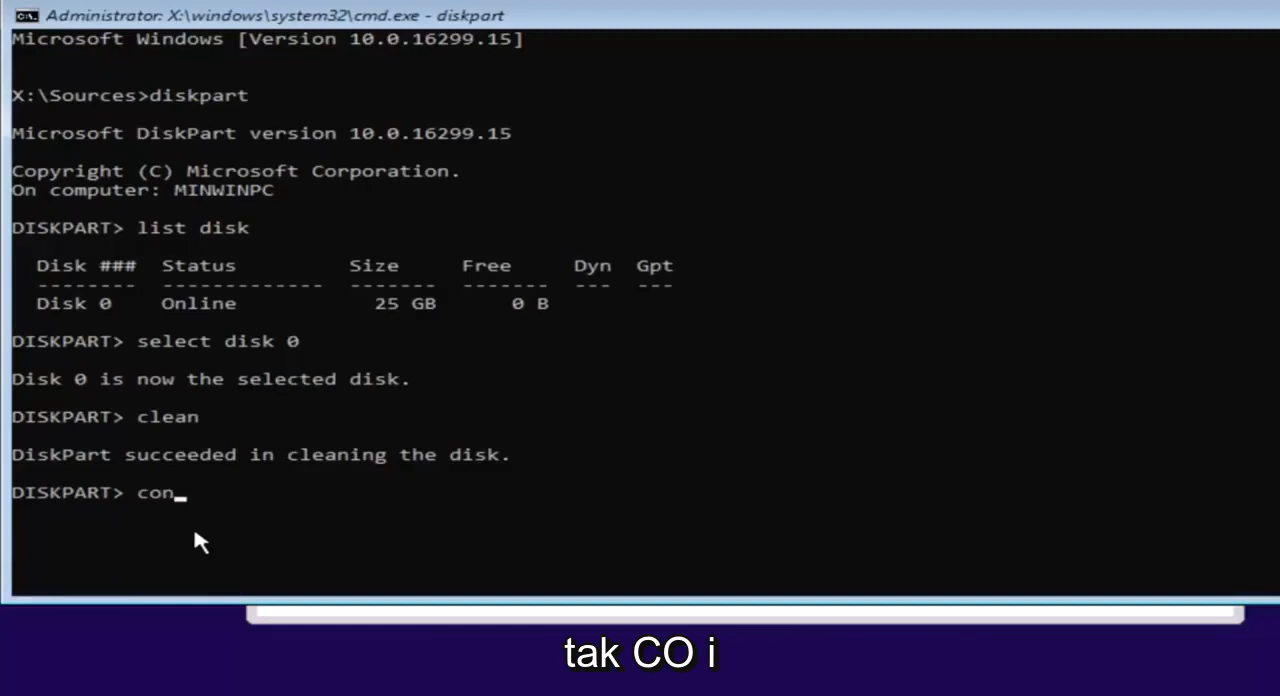 Administrator: X:\windows\system32\cmd.exe - diskpart
Microsoft Windows [Version 10.0.16299.15]
X:\Sources>diskpart
Microsoft DiskPart version 10.0.16299.15
Copyright (C) Microsoft Corporation.
On computer: MINWINPC
DISKPART> list disk
Disk ### Status Size Free Dyn Gpt
-------- ------------- ------- ------- --- ---
Disk 0 Online 25 GB 0 B
DISKPART> select disk 0
Disk 0 is now the selected disk.
DISKPART> clean
DiskPart succeeded in cleaning the disk.
DISKPART> con_
tak CO i